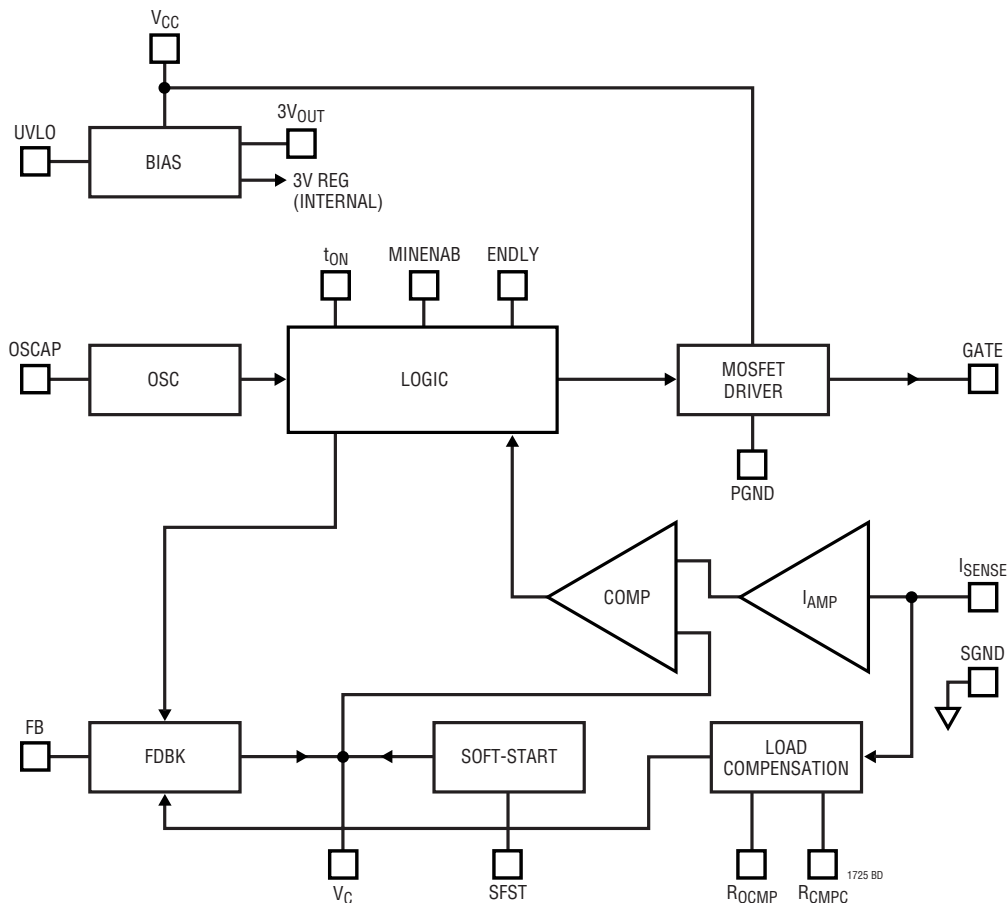 VCC
UVLO
BIAS
3VOUT
3V REG
(INTERNAL)
tON
MINENAB
ENDLY
OSCAP
OSC
LOGIC
MOSFET
DRIVER
GATE
PGND
COMP
IAMP
ISENSE
SGND
FB
FDBK
SOFT-START
LOAD
COMPENSATION
VC
SFST
ROCMP
RCMPC
1725 BD